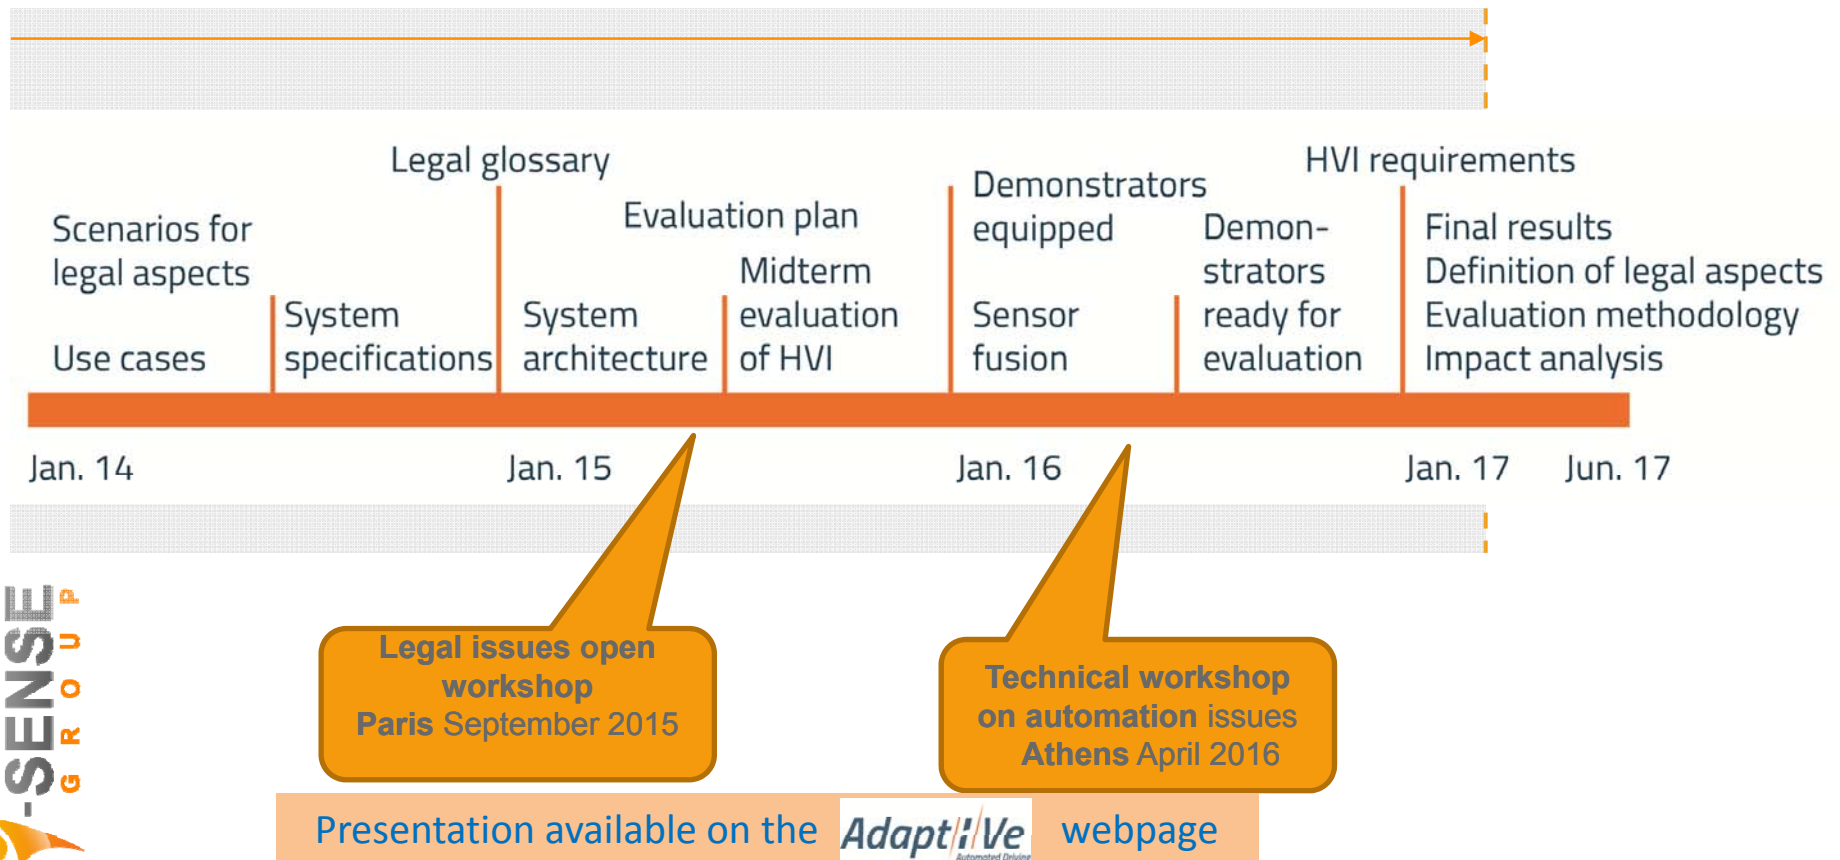 Legal glossary
HVI requirements
Demonstrators
equipped
Scenarios for
legal aspects
Evaluation plan
Demon-
strators
ready for
evaluation
Final results
Definition of legal aspects
Evaluation methodology
Impact analysis
Midterm
evaluation
of HVI
Use cases
System
specifications
System
architecture
Sensor
fusion
Jan. 14
Jan. 15
Jan. 16
Jan. 17
Jun. 17
-SENSE
GROUP
Legal issues open
workshop
Paris September 2015
Technical workshop
on automation issues
Athens April 2016
Presentation available on the AdaptIVe webpage
Automated Driving